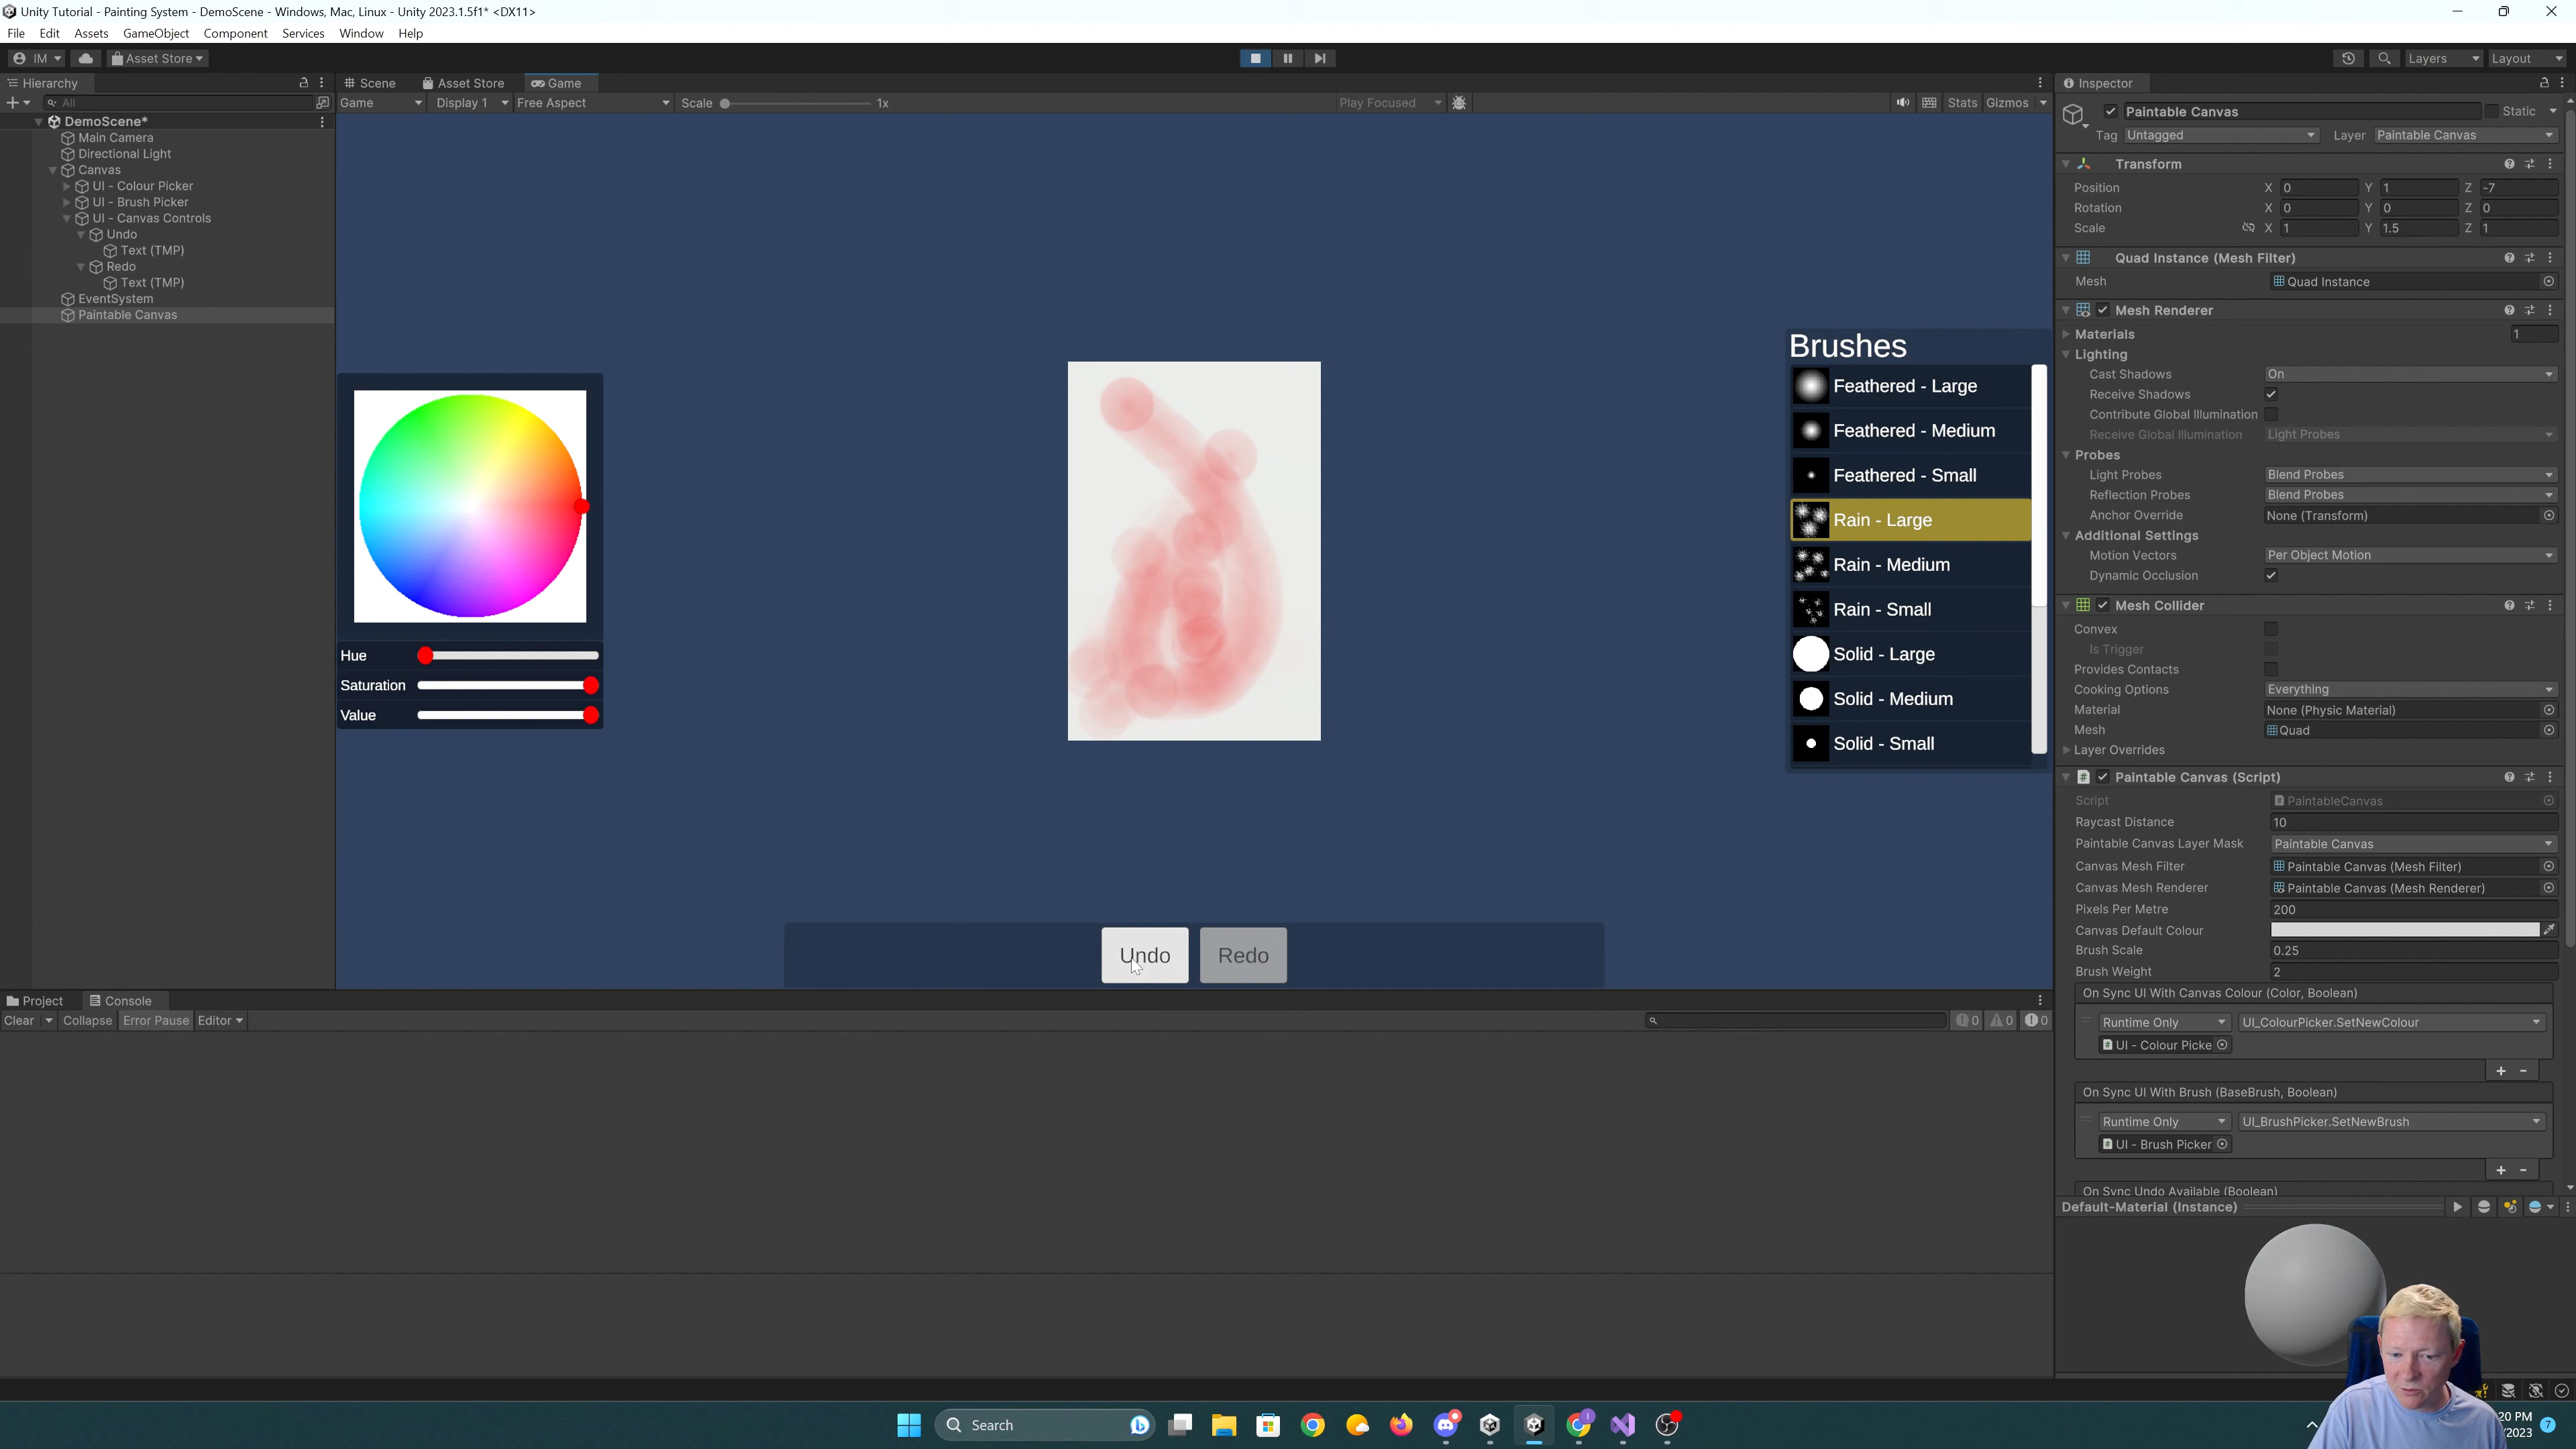 Unity Tutorial - Painting System - DemoScene - Windows, Mac, Linux - Unity 2023.1.5f1* <DX11>
File Edit Assets GameObject Component Services Window Help
IM Asset Store Layers Layout
Hierarchy
All
DemoScene*
Main Camera
Directional Light
Canvas
UI - Colour Picker
UI - Brush Picker
UI - Canvas Controls
Undo
Text (TMP)
Redo
Text (TMP)
EventSystem
Paintable Canvas
Scene Asset Store Game
Game Display 1 Free Aspect Scale 1x Play Focused Stats Gizmos
Hue
Saturation
Value
Brushes
Feathered - Large
Feathered - Medium
Feathered - Small
Rain - Large
Rain - Medium
Rain - Small
Solid - Large
Solid - Medium
Solid - Small
Undo Redo
Project Console
Clear Collapse Error Pause Editor 0 0 0
Inspector
Paintable Canvas Static
Tag Untagged Layer Paintable Canvas
Transform
Position X 0 Y 1 Z -7
Rotation X 0 Y 0 Z 0
Scale X 1 Y 1.5 Z 1
Quad Instance (Mesh Filter)
Mesh Quad Instance
Mesh Renderer
Materials 1
Lighting
Cast Shadows On
Receive Shadows
Contribute Global Illumination
Receive Global Illumination Light Probes
Probes
Light Probes Blend Probes
Reflection Probes Blend Probes
Anchor Override None (Transform)
Additional Settings
Motion Vectors Per Object Motion
Dynamic Occlusion
Mesh Collider
Convex
Is Trigger
Provides Contacts
Cooking Options Everything
Material None (Physic Material)
Mesh Quad
Layer Overrides
Paintable Canvas (Script)
Script PaintableCanvas
Raycast Distance 10
Paintable Canvas Layer Mask Paintable Canvas
Canvas Mesh Filter Paintable Canvas (Mesh Filter)
Canvas Mesh Renderer Paintable Canvas (Mesh Renderer)
Pixels Per Metre 200
Canvas Default Colour
Brush Scale 0.25
Brush Weight 2
On Sync UI With Canvas Colour (Color, Boolean)
Runtime Only UI_ColourPicker.SetNewColour
UI - Colour Picke
+ -
On Sync UI With Brush (BaseBrush, Boolean)
Runtime Only UI_BrushPicker.SetNewBrush
UI - Brush Picker
+ -
On Sync Undo Available (Boolean)
Default-Material (Instance)
Search
20 PM
/2023
7